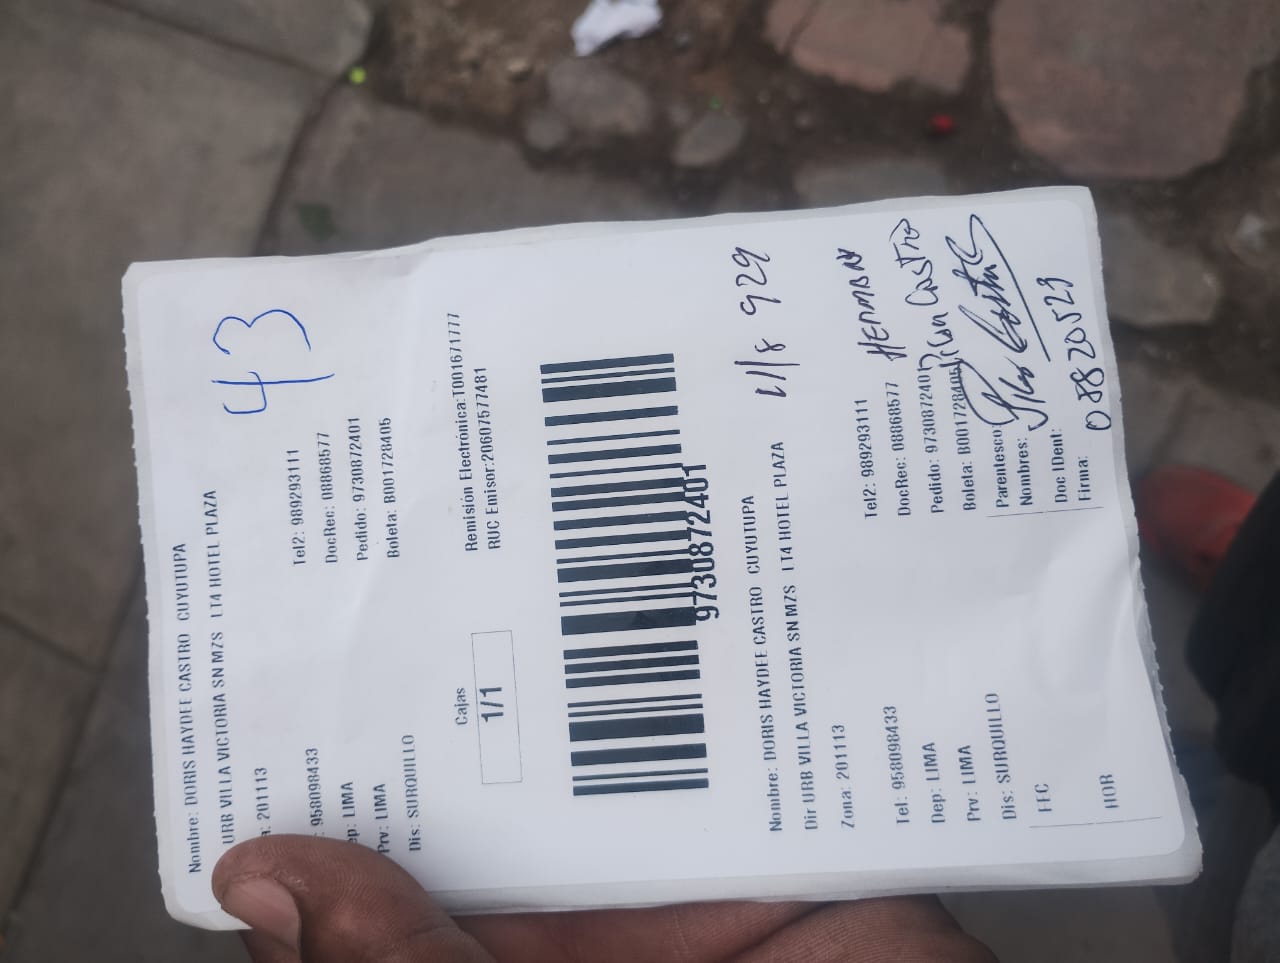 Nombre: DORIS HAYDEE CASTRO CUYUTUPA
URB VILLA VICTORIA SN MZS LT4 HOTEL PLAZA
43
a: 201113
: 958098433
Tel2: 989293111
ep: LIMA
DocRec: 08868577
Prv: LIMA
Pedido: 9730872401
Dis: SURQUILLO
Boleta: B001728405
Cajas
1/1
Remisión Electrónica:T001671777
RUC Emisor:20607577481
9730872401
Nombre: DORIS HAYDEE CASTRO CUYUTUPA
Dir URB VILLA VICTORIA SN MZS LT4 HOTEL PLAZA
Zona: 201113
Tel: 958098433
Tel2: 989293111
Dep: LIMA
DocRec: 08868577
Prv: LIMA
Pedido: 9730872401
Dis: SURQUILLO
Boleta: B001728405
FEC
HOR
Parentesco:
Nombres:
Doc IDent:
Firma:
929
Castro
08820529